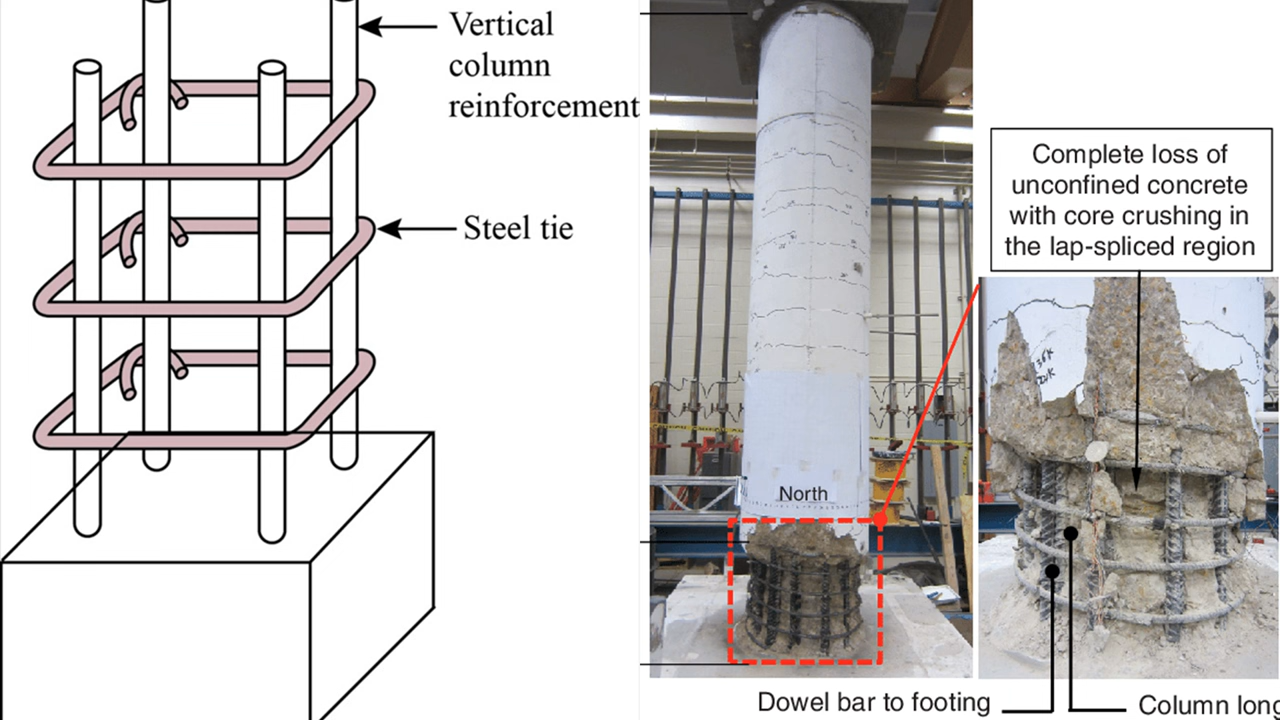 Vertical
column
reinforcement
Steel tie
North
Complete loss of
unconfined concrete
with core crushing in
the lap-spliced region
Dowel bar to footing
Column long